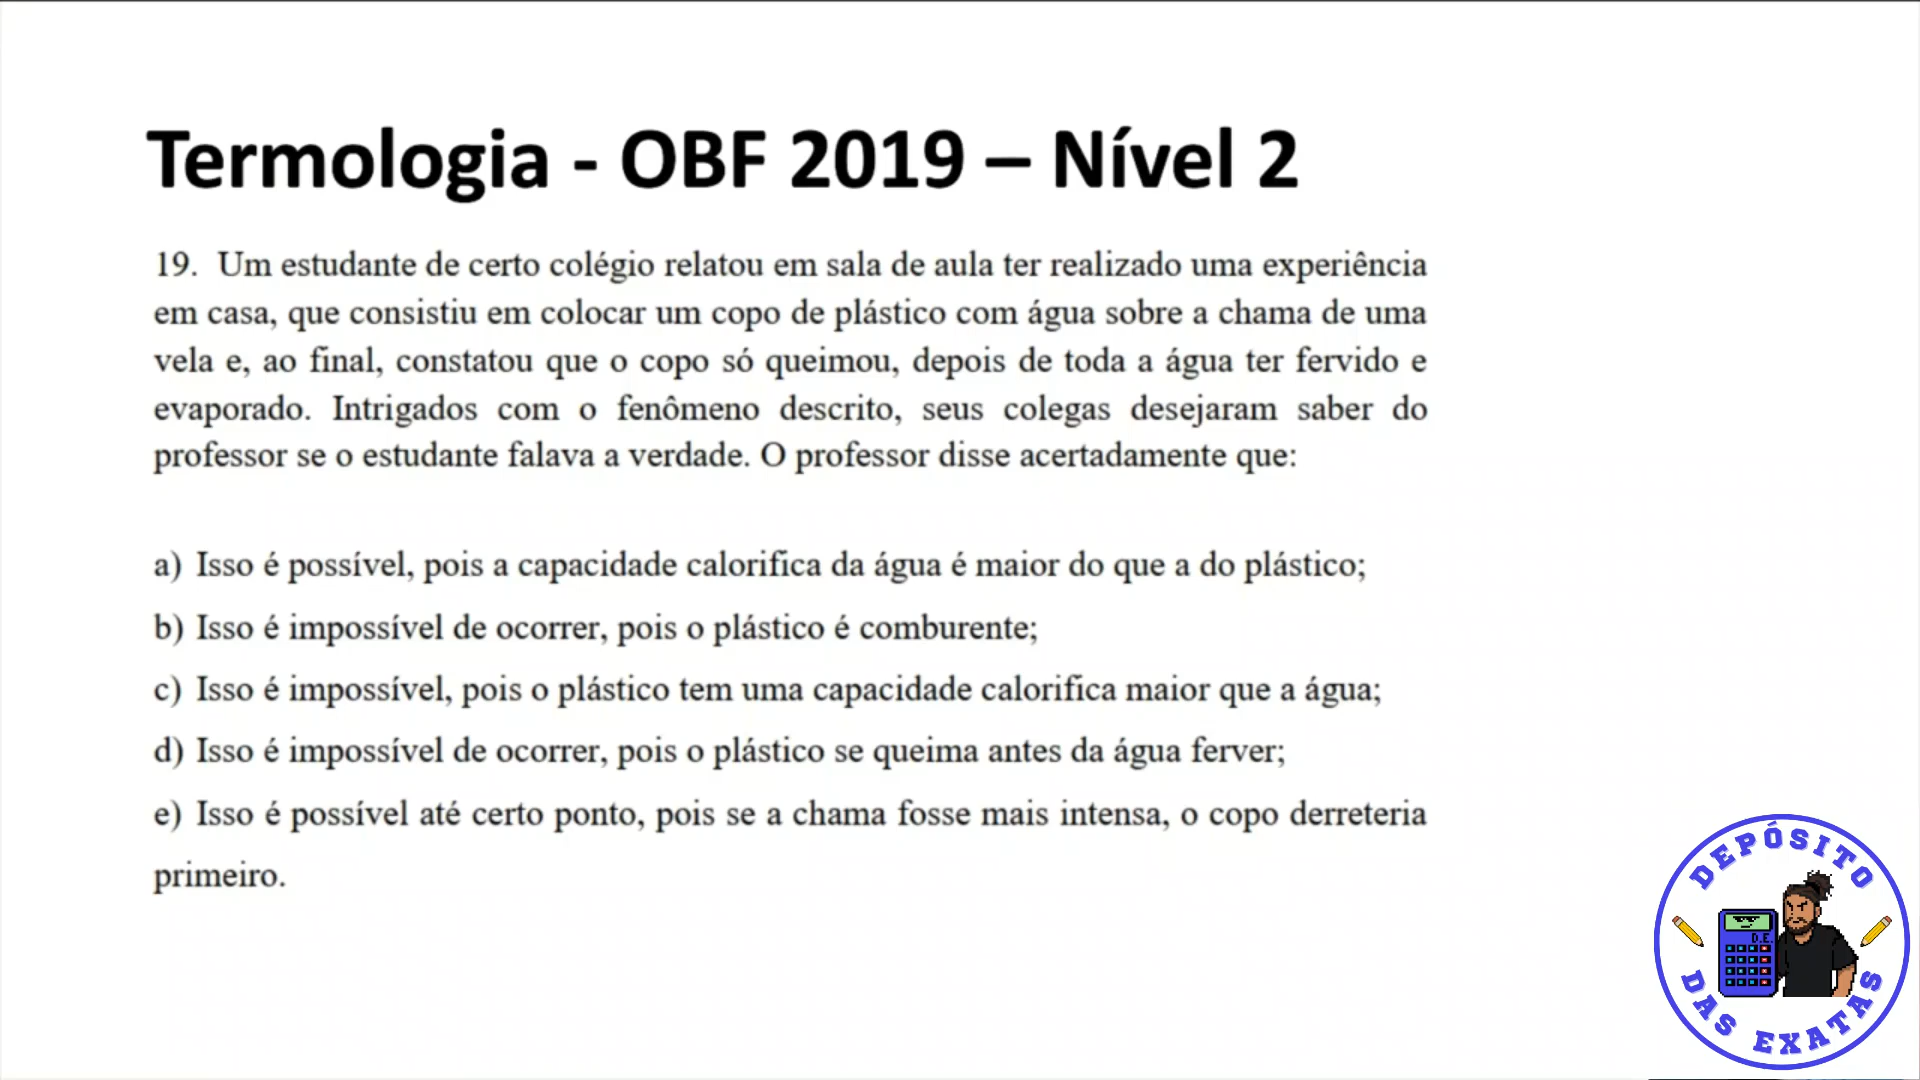 Termologia - OBF 2019 – Nível 2
19. Um estudante de certo colégio relatou em sala de aula ter realizado uma experiência
em casa, que consistiu em colocar um copo de plástico com água sobre a chama de uma
vela e, ao final, constatou que o copo só queimou, depois de toda a água ter fervido e
evaporado. Intrigados com o fenômeno descrito, seus colegas desejaram saber do
professor se o estudante falava a verdade. O professor disse acertadamente que:
a) Isso é possível, pois a capacidade calorifica da água é maior do que a do plástico;
b) Isso é impossível de ocorrer, pois o plástico é comburente;
c) Isso é impossível, pois o plástico tem uma capacidade calorifica maior que a água;
d) Isso é impossível de ocorrer, pois o plástico se queima antes da água ferver;
e) Isso é possível até certo ponto, pois se a chama fosse mais intensa, o copo derreteria
primeiro.
DEPÓSITO
D.E.
DAS EXATAS